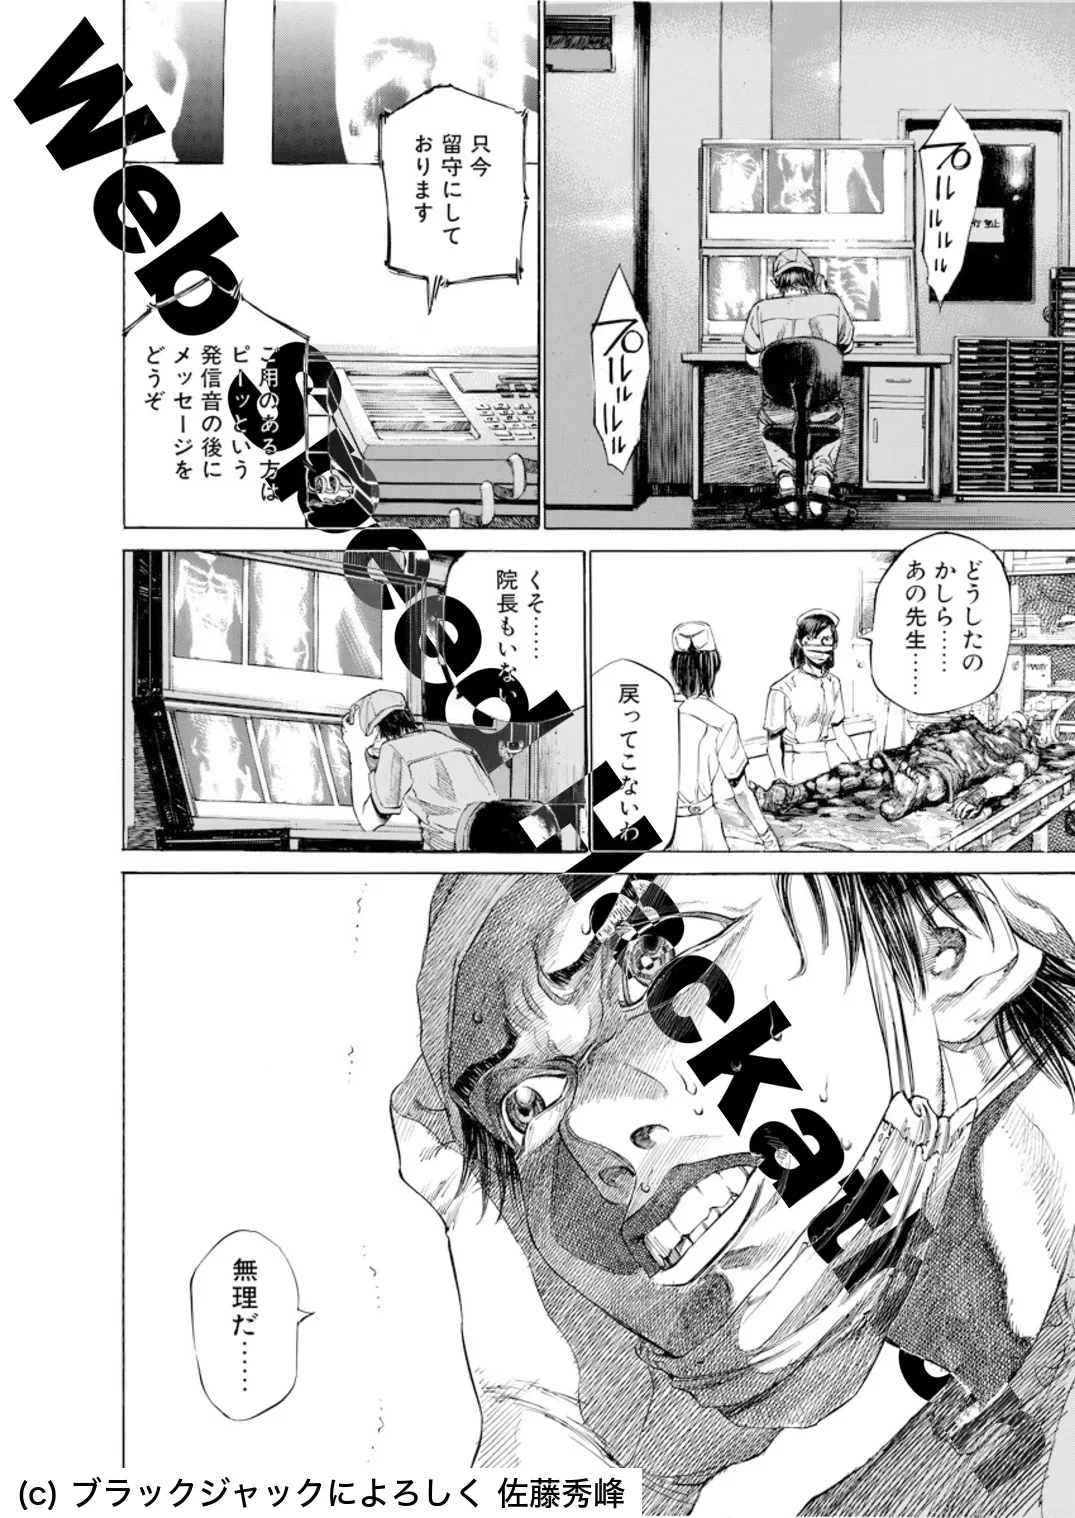 プルルルル
プルルルル
只今
留守にして
おります
ご用のある方は
ピーッという
発信音の後に
メッセージを
どうぞ
どうしたの
かしら……
あの先生……
戻ってこないわ
くそ……
院長もいない
無理だ……
Web Speed Hackathon
(c) ブラックジャックによろしく 佐藤秀峰